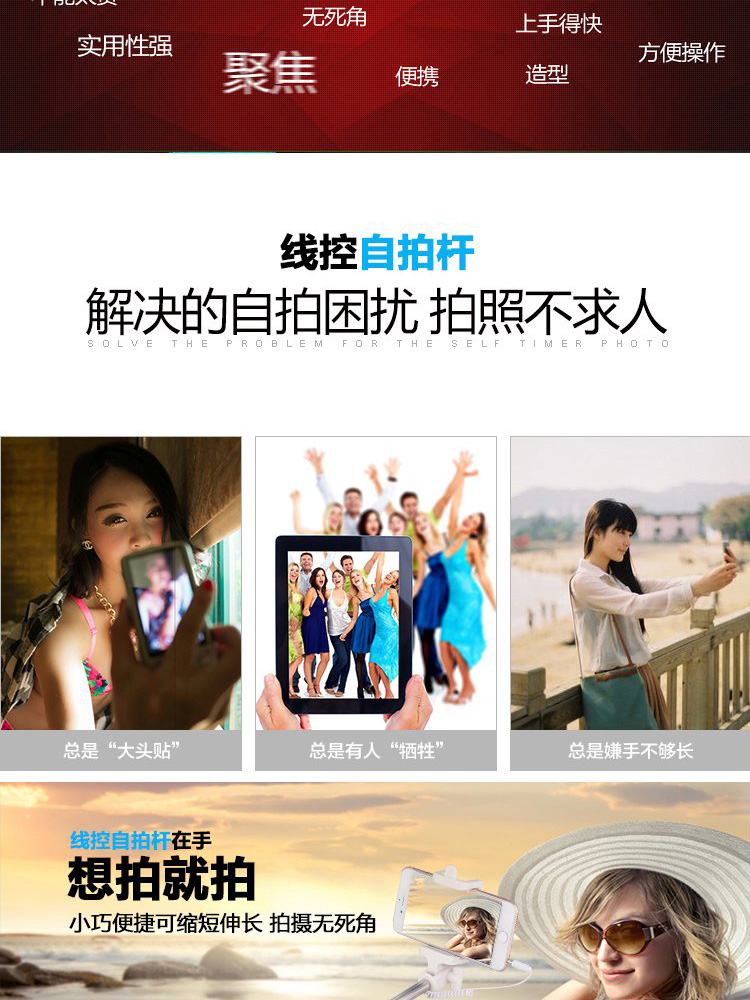 无死角
上手得快
实用性强
方便操作
聚焦
便携
造型
线控自拍杆
解决的自拍困扰 拍照不求人
SOLVE THE PROBLEM FOR THE SELF TIMER PHOTO
总是“大头贴”
总是有人“牺牲”
总是嫌手不够长
线控自拍杆在手
想拍就拍
小巧便捷可缩短伸长 拍摄无死角